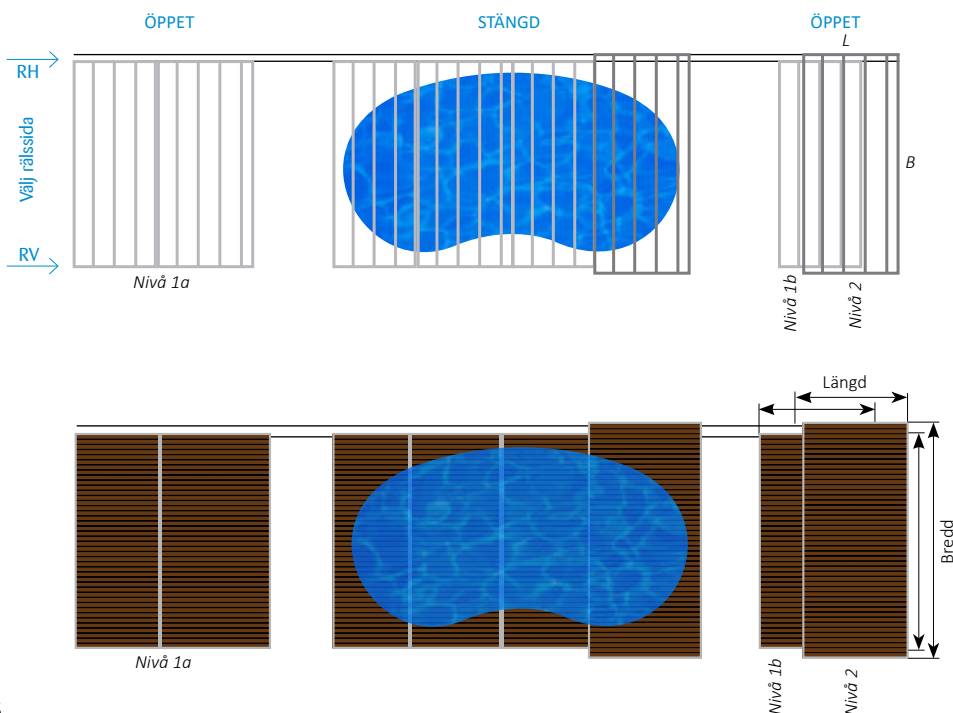 ÖPPET
STÄNGD
ÖPPET
L
RH
Välj rälssida
B
RV
Nivå 1a
Nivå 1b
Nivå 2
Längd
Bredd
Nivå 1a
Nivå 1b
Nivå 2